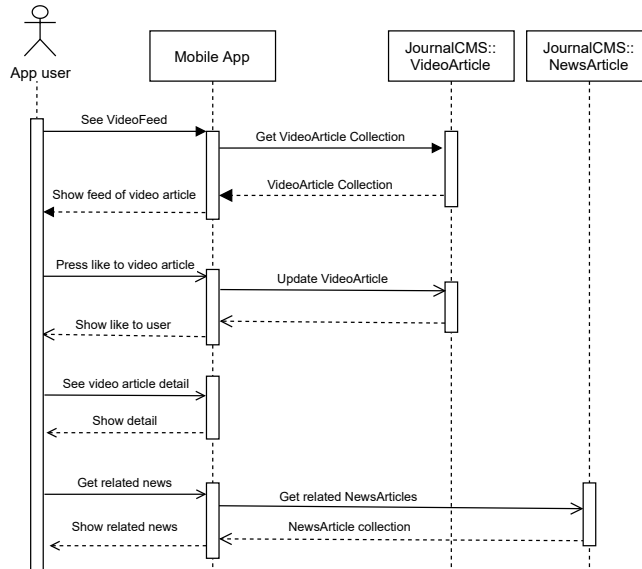 App user
Mobile App
JournalCMS::
VideoArticle
JournalCMS::
NewsArticle
See VideoFeed
Get VideoArticle Collection
VideoArticle Collection
Show feed of video article
Press like to video article
Update VideoArticle
Show like to user
See video article detail
Show detail
Get related news
Get related NewsArticles
Show related news
NewsArticle collection